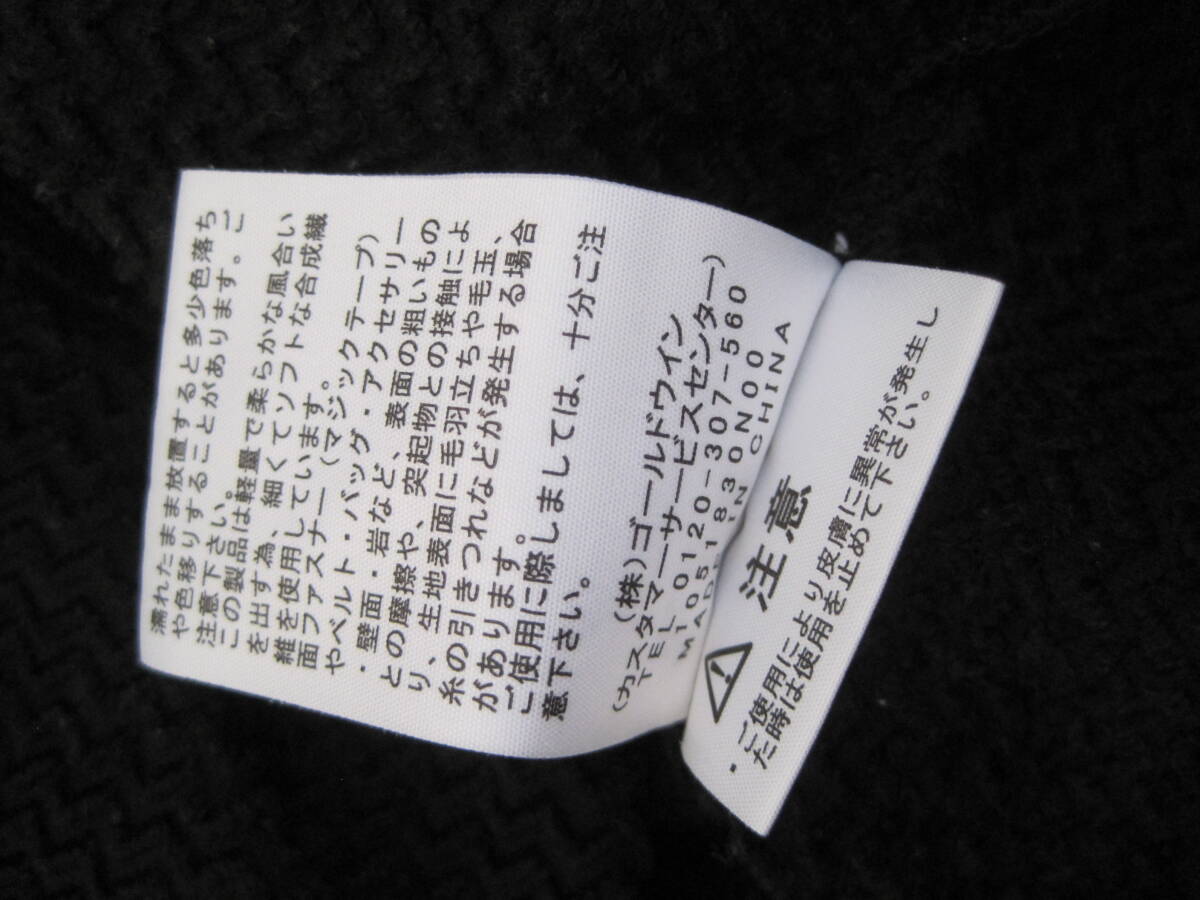 濡れたまま放置すると多少色落ち
や色移りすることがあります。ご
注意下さい。
この製品は軽量で柔らかな風合い
を出す為、細くてソフトな合成繊
維を使用しています。
面ファスナー(マジックテープ)
やベルト・バッグ・アクセサリー
・壁面・岩など、表面の粗いもの
との摩擦や、突起物との接触によ
り、生地表面に毛羽立ちや毛玉、
糸の引きつれなどが発生する場合
があります。
ご使用に際しましては、十分ご注
意下さい。
(株)ゴールドウイン
(カスタマーサービスセンター)
TEL 0120-307-560
MADE IN CHINA
⚠ 注意
・ご使用により皮膚に異常が発生し
た時は使用を止めて下さい。